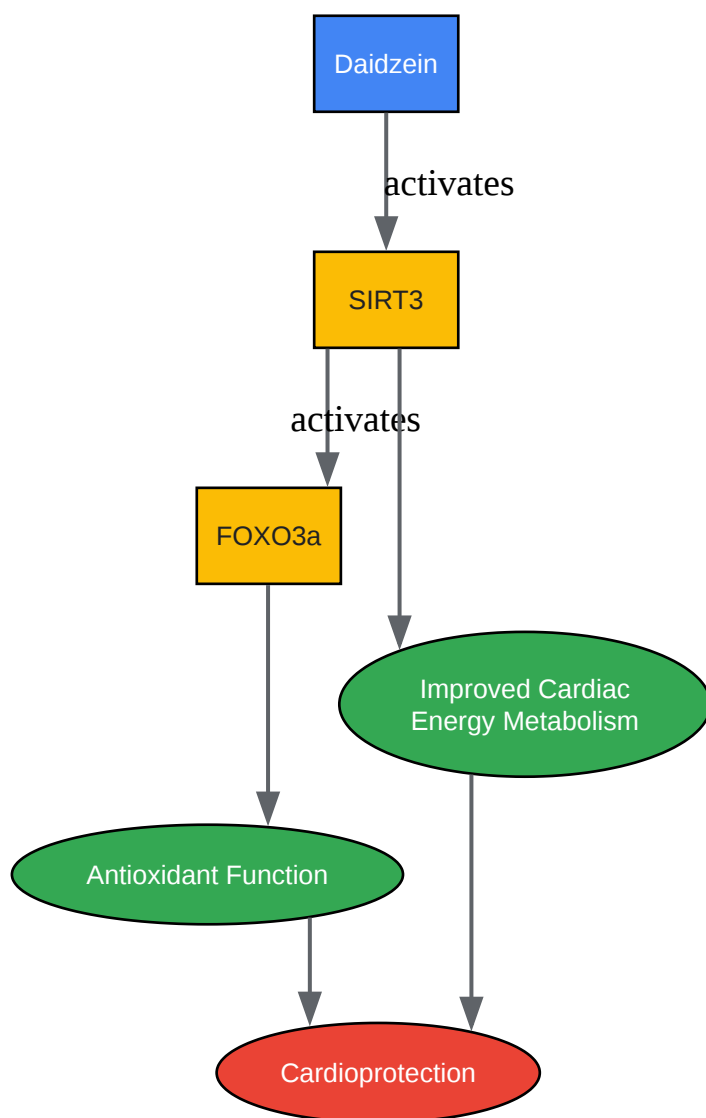 Daidzein
activates
SIRT3
activates
FOXO3a
Improved Cardiac
Energy Metabolism
Antioxidant Function
Cardioprotection